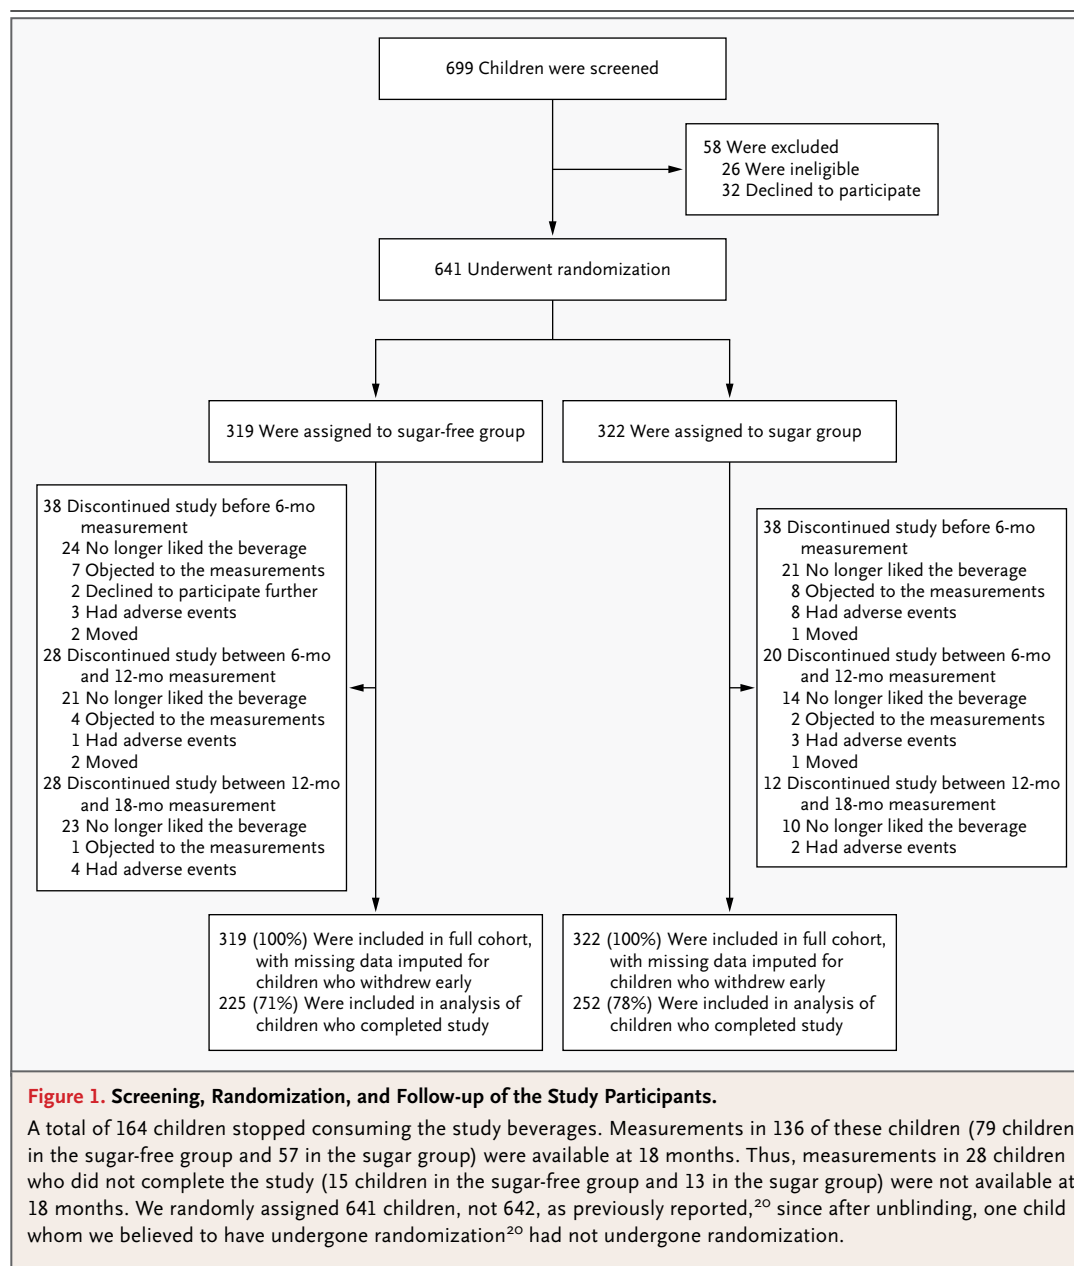 699 Children were screened
58 Were excluded
26 Were ineligible
32 Declined to participate
641 Underwent randomization
319 Were assigned to sugar-free group
322 Were assigned to sugar group
38 Discontinued study before 6-mo
measurement
24 No longer liked the beverage
7 Objected to the measurements
2 Declined to participate further
3 Had adverse events
2 Moved
28 Discontinued study between 6-mo
and 12-mo measurement
21 No longer liked the beverage
4 Objected to the measurements
1 Had adverse events
2 Moved
28 Discontinued study between 12-mo
and 18-mo measurement
23 No longer liked the beverage
1 Objected to the measurements
4 Had adverse events
38 Discontinued study before 6-mo
measurement
21 No longer liked the beverage
8 Objected to the measurements
8 Had adverse events
1 Moved
20 Discontinued study between 6-mo
and 12-mo measurement
14 No longer liked the beverage
2 Objected to the measurements
3 Had adverse events
1 Moved
12 Discontinued study between 12-mo
and 18-mo measurement
10 No longer liked the beverage
2 Had adverse events
319 (100%) Were included in full cohort,
with missing data imputed for
children who withdrew early
225 (71%) Were included in analysis of
children who completed study
322 (100%) Were included in full cohort,
with missing data imputed for
children who withdrew early
252 (78%) Were included in analysis of
children who completed study
Figure 1. Screening, Randomization, and Follow-up of the Study Participants.
A total of 164 children stopped consuming the study beverages. Measurements in 136 of these children (79 children
in the sugar-free group and 57 in the sugar group) were available at 18 months. Thus, measurements in 28 children
who did not complete the study (15 children in the sugar-free group and 13 in the sugar group) were not available at
18 months. We randomly assigned 641 children, not 642, as previously reported,²⁰ since after unblinding, one child
whom we believed to have undergone randomization²⁰ had not undergone randomization.